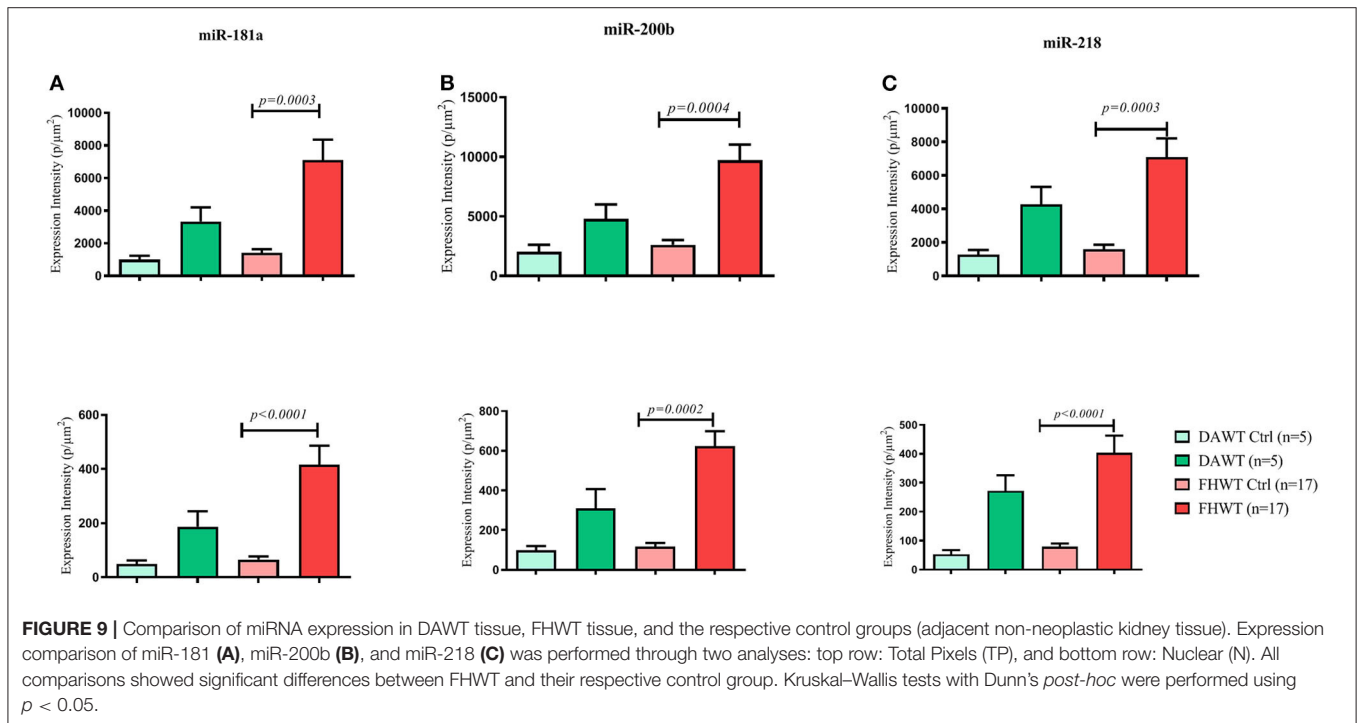 miR-181a
miR-200b
miR-218
A
p=0.0003
Expression Intensity (p/µm²)
10000
8000
6000
4000
2000
0
B
p=0.0004
Expression Intensity (p/µm²)
15000
10000
5000
0
C
p=0.0003
Expression Intensity (p/µm²)
10000
8000
6000
4000
2000
0
p<0.0001
Expression Intensity (p/µm²)
600
400
200
0
p=0.0002
Expression Intensity (p/µm²)
800
600
400
200
0
p<0.0001
Expression Intensity (p/µm²)
500
400
300
200
100
0
DAWT Ctrl (n=5)
DAWT (n=5)
FHWT Ctrl (n=17)
FHWT (n=17)
FIGURE 9 | Comparison of miRNA expression in DAWT tissue, FHWT tissue, and the respective control groups (adjacent non-neoplastic kidney tissue). Expression
comparison of miR-181 (A), miR-200b (B), and miR-218 (C) was performed through two analyses: top row: Total Pixels (TP), and bottom row: Nuclear (N). All
comparisons showed significant differences between FHWT and their respective control group. Kruskal–Wallis tests with Dunn's post-hoc were performed using
p < 0.05.